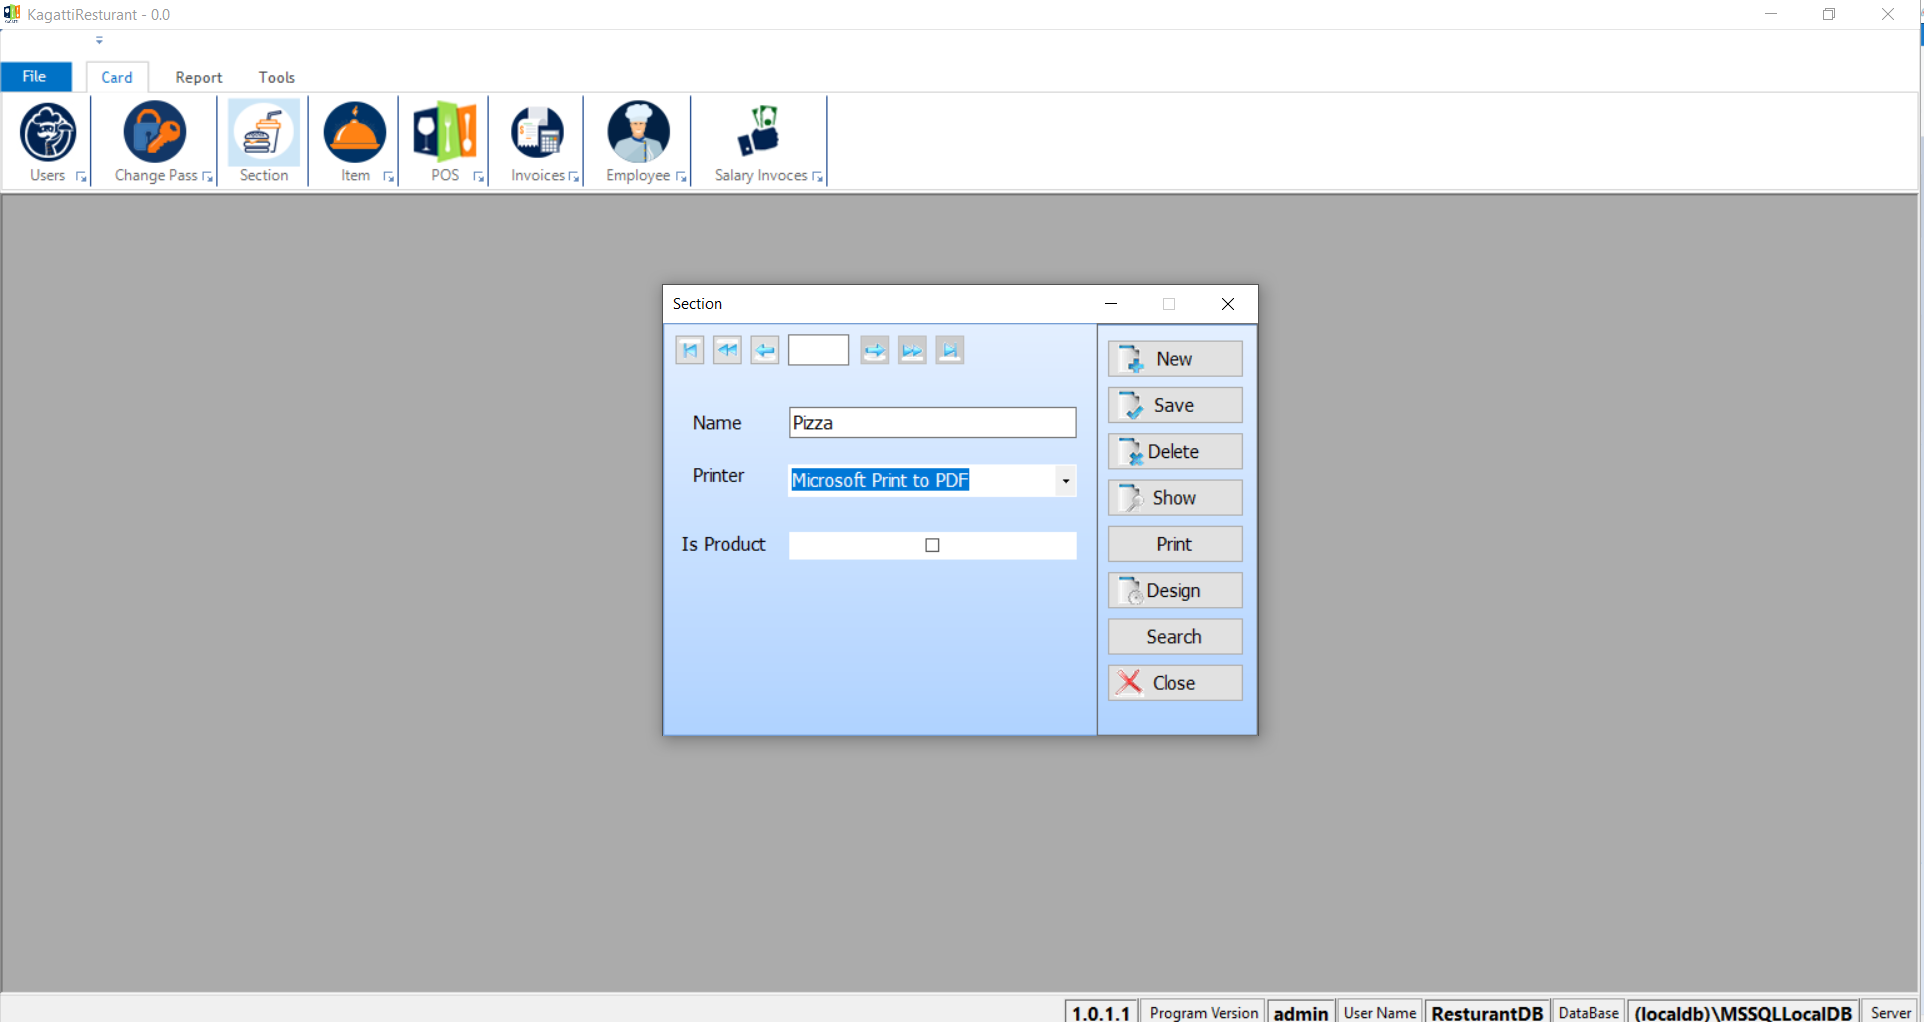 KagattiResturant - 0.0
File Card Report Tools
Users Change Pass Section Item POS Invoices Employee Salary Invoces
Section
New
Name Pizza Save
Printer Microsoft Print to PDF Delete
Show
Is Product Print
Design
Search
Close
1.0.1.1 Program Version admin User Name ResturantDB DataBase (localdb)\MSSQLLocalDB Server